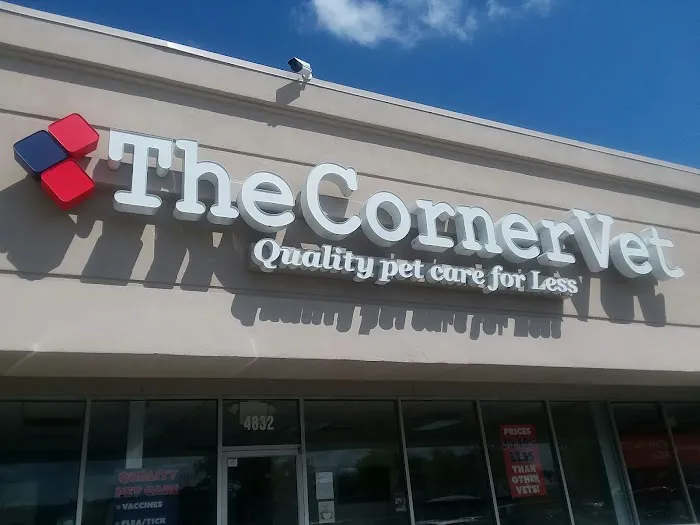 TheCornerVet
Quality pet care for Less
4832
QUALITY
PET CARE
VACCINES
FLEA/TICK
PRICES
LESS
THAN
OTHER
VETS!